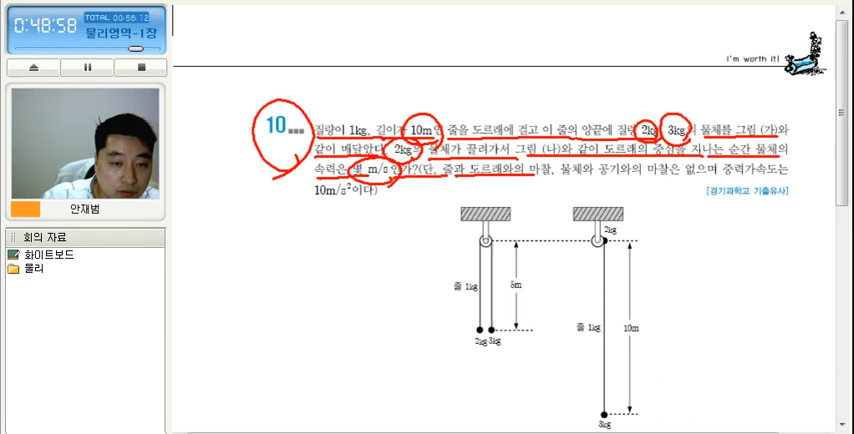 0:48:58
TOTAL 00:56:12
물리영역-1장
안재범
회의 자료
화이트보드
물리
I'm worth it!
10
질량이 1kg, 길이가 10m인 줄을 도르래에 걸고 이 줄의 양끝에 질량 2kg, 3kg의 물체를 그림 (가)와
같이 매달았다. 2kg의 물체가 끌려가서 그림 (나)와 같이 도르래의 중심을 지나는 순간 물체의
속력은 몇 m/s인가?(단, 줄과 도르래와의 마찰, 물체와 공기와의 마찰은 없으며 중력가속도는
10m/s²이다)
[경기과학고 기출유사]
2kg
줄 1kg
5m
2kg 3kg
줄 1kg
10m
3kg